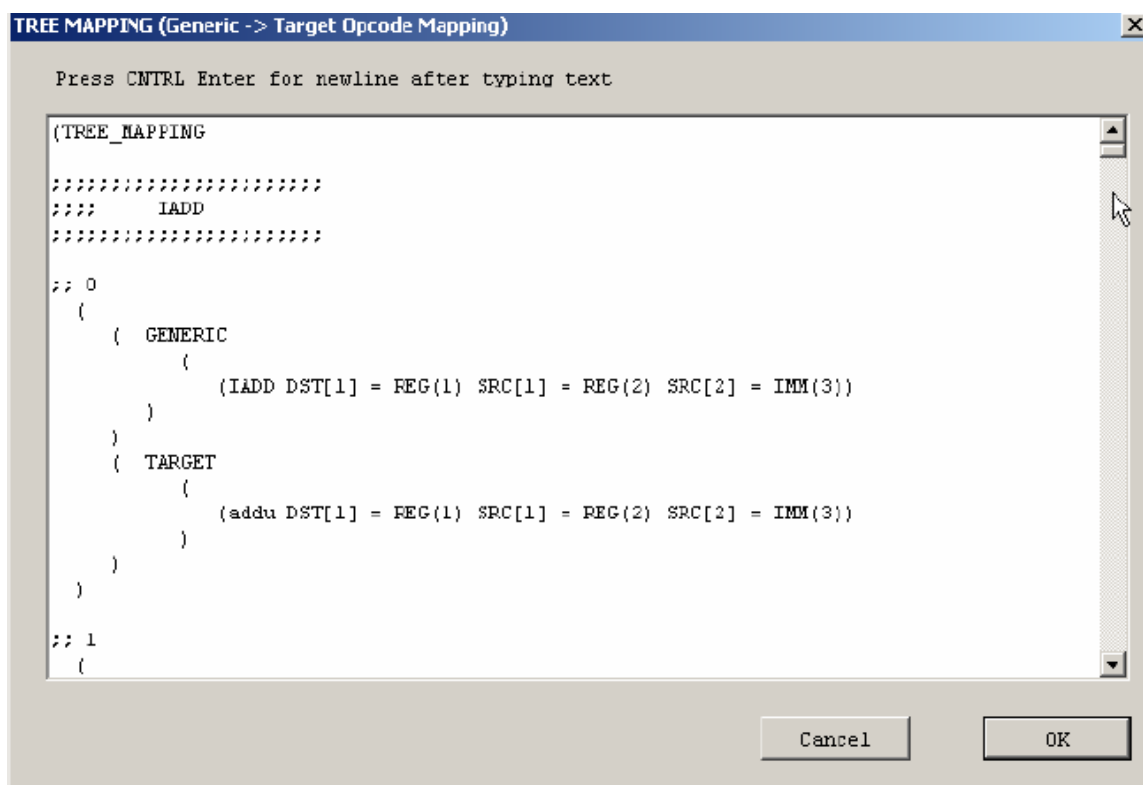 TREE MAPPING (Generic -> Target Opcode Mapping)
Press CNTRL Enter for newline after typing text
(TREE_MAPPING
;;;;;;;;;;;;;;;;;;;;;;;
;;;; IADD
;;;;;;;;;;;;;;;;;;;;;;;
;; 0
(
( GENERIC
(
(IADD DST[1] = REG(1) SRC[1] = REG(2) SRC[2] = IMM(3))
)
)
( TARGET
(
(addu DST[1] = REG(1) SRC[1] = REG(2) SRC[2] = IMM(3))
)
)
)
;; 1
(
Cancel OK